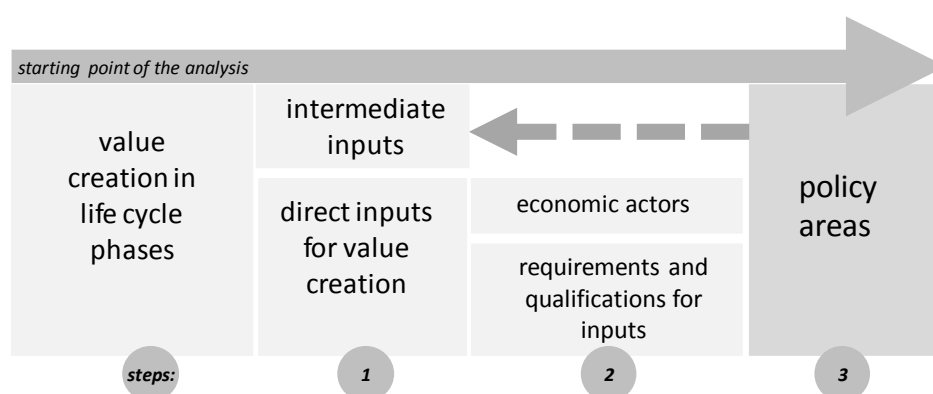 starting point of the analysis
value
creation in
life cycle
phases
intermediate
inputs
direct inputs
for value
creation
economic actors
requirements and
qualifications for
inputs
policy
areas
steps:
1
2
3